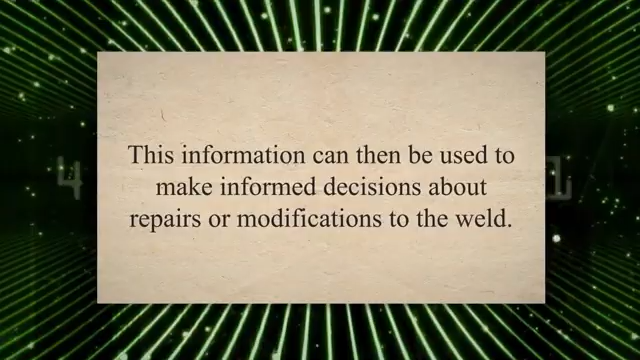 This information can then be used to
make informed decisions about
repairs or modifications to the weld.